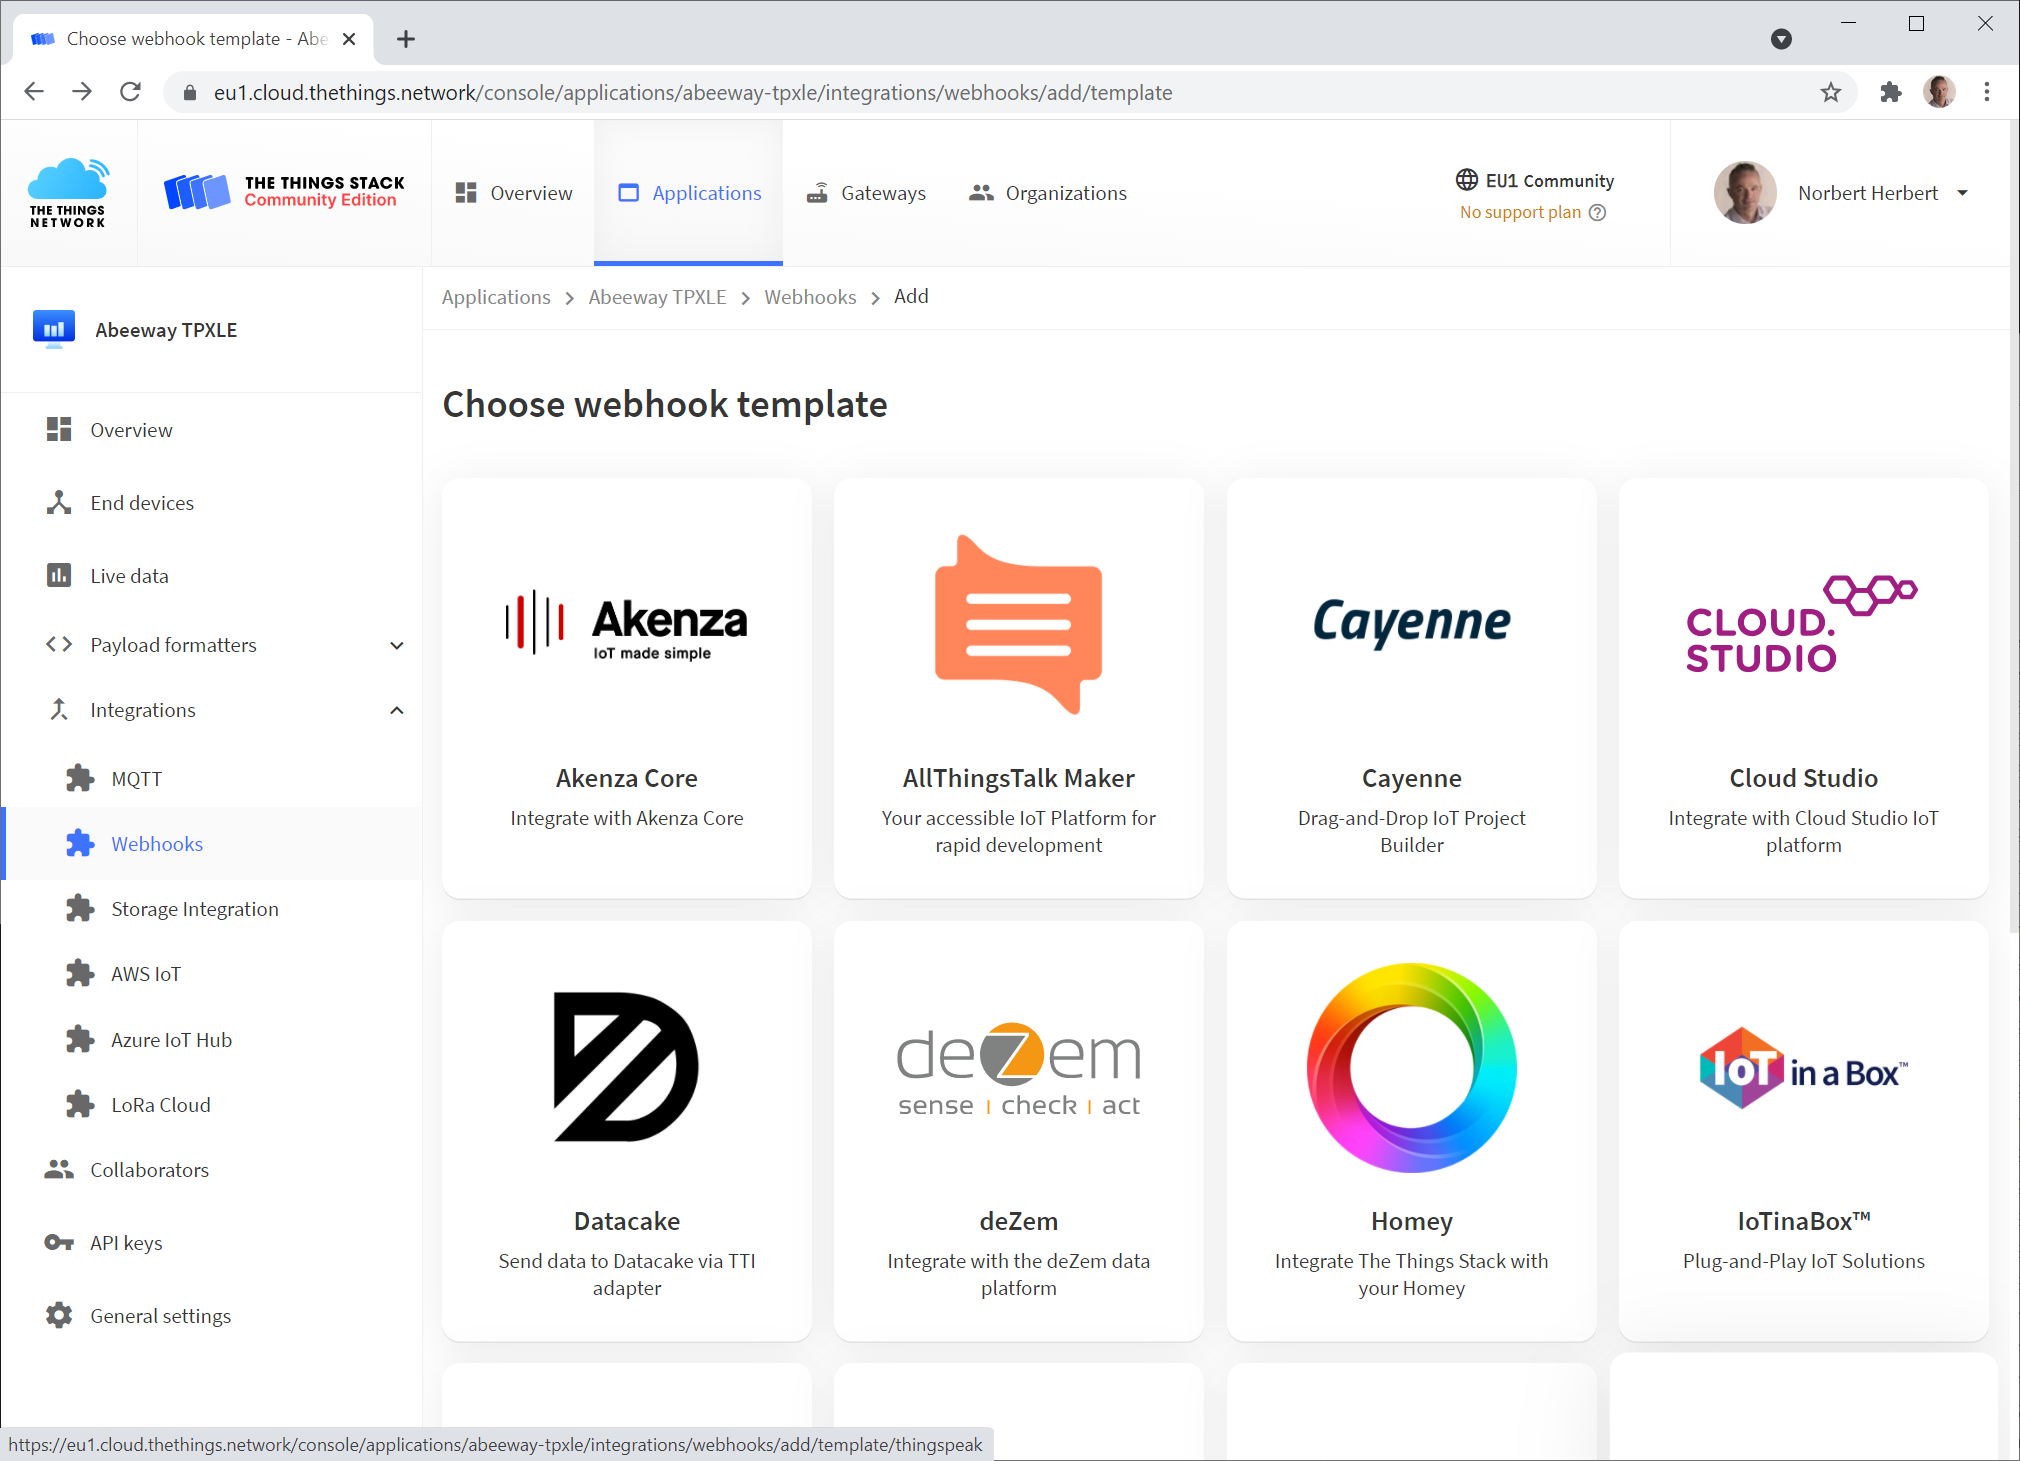 Choose webhook template - Abe
eu1.cloud.thethings.network/console/applications/abeeway-tpxle/integrations/webhooks/add/template
THE THINGS
NETWORK
THE THINGS STACK
Community Edition
Overview
Applications
Gateways
Organizations
EU1 Community
No support plan
Norbert Herbert
Abeeway TPXLE
Overview
End devices
Live data
Payload formatters
Integrations
MQTT
Webhooks
Storage Integration
AWS IoT
Azure IoT Hub
LoRa Cloud
Collaborators
API keys
General settings
Applications > Abeeway TPXLE > Webhooks > Add
Choose webhook template
Akenza
IoT made simple
Akenza Core
Integrate with Akenza Core
AllThingsTalk Maker
Your accessible IoT Platform for
rapid development
Cayenne
Cayenne
Drag-and-Drop IoT Project
Builder
CLOUD.
STUDIO
Cloud Studio
Integrate with Cloud Studio IoT
platform
Datacake
Send data to Datacake via TTI
adapter
deZem
sense | check | act
deZem
Integrate with the deZem data
platform
Homey
Integrate The Things Stack with
your Homey
IoT in a Box™
IoTinaBox™
Plug-and-Play IoT Solutions
https://eu1.cloud.thethings.network/console/applications/abeeway-tpxle/integrations/webhooks/add/template/thingspeak